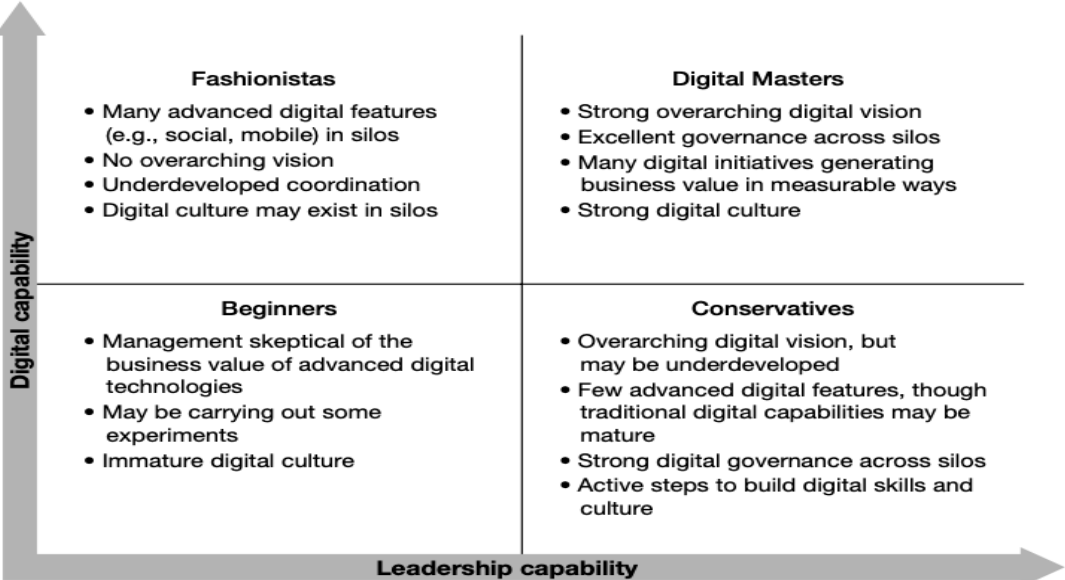 Fashionistas
• Many advanced digital features
(e.g., social, mobile) in silos
• No overarching vision
• Underdeveloped coordination
• Digital culture may exist in silos
Digital Masters
• Strong overarching digital vision
• Excellent governance across silos
• Many digital initiatives generating
business value in measurable ways
• Strong digital culture
Digital capability
Beginners
• Management skeptical of the
business value of advanced digital
technologies
• May be carrying out some
experiments
• Immature digital culture
Conservatives
• Overarching digital vision, but
may be underdeveloped
• Few advanced digital features, though
traditional digital capabilities may be
mature
• Strong digital governance across silos
• Active steps to build digital skills and
culture
Leadership capability